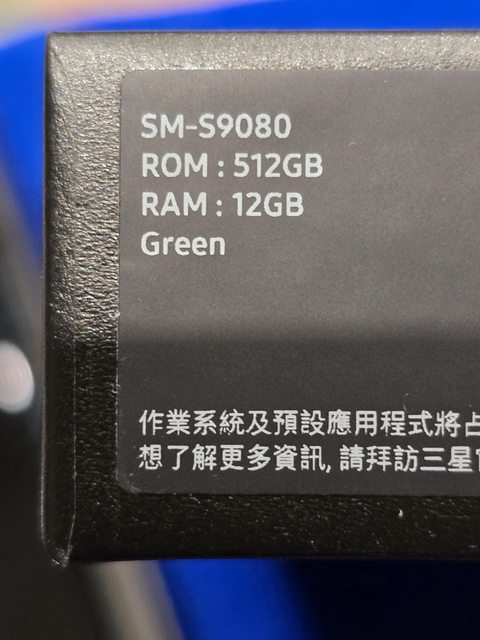 SM-S9080
ROM : 512GB
RAM : 12GB
Green
作業系統及預設應用程式將占
想了解更多資訊, 請拜訪三星官